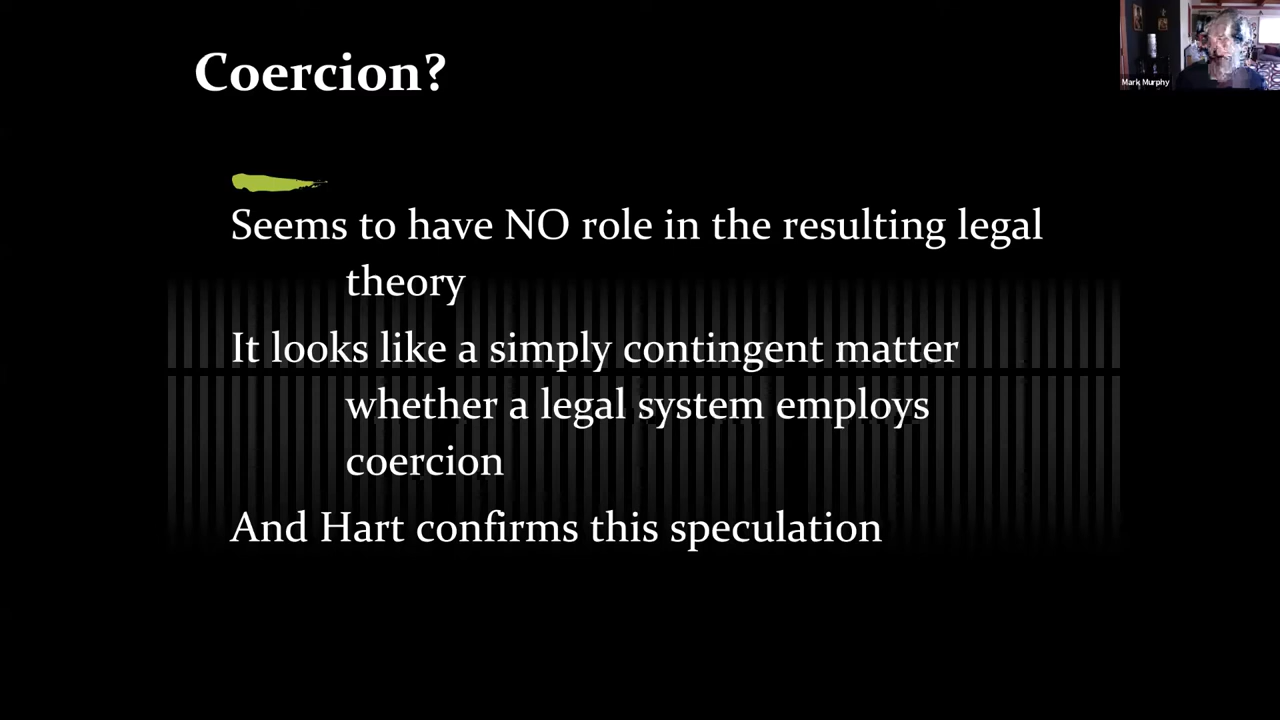 Coercion?
Mark Murphy
Seems to have NO role in the resulting legal
theory
It looks like a simply contingent matter
whether a legal system employs
coercion
And Hart confirms this speculation